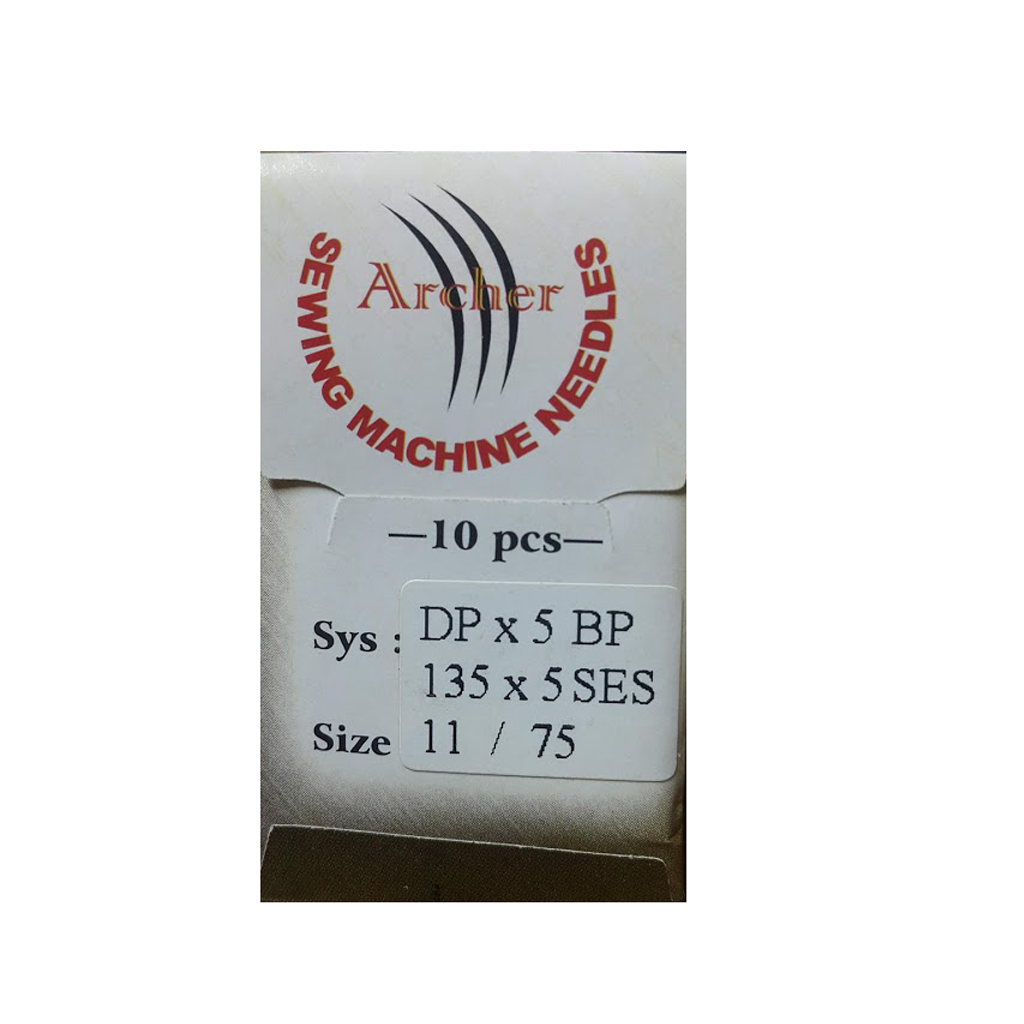 Archer
SEWING MACHINE NEEDLES
—10 pcs—
Sys : DP x 5 BP
135 x 5 SES
Size 11 / 75